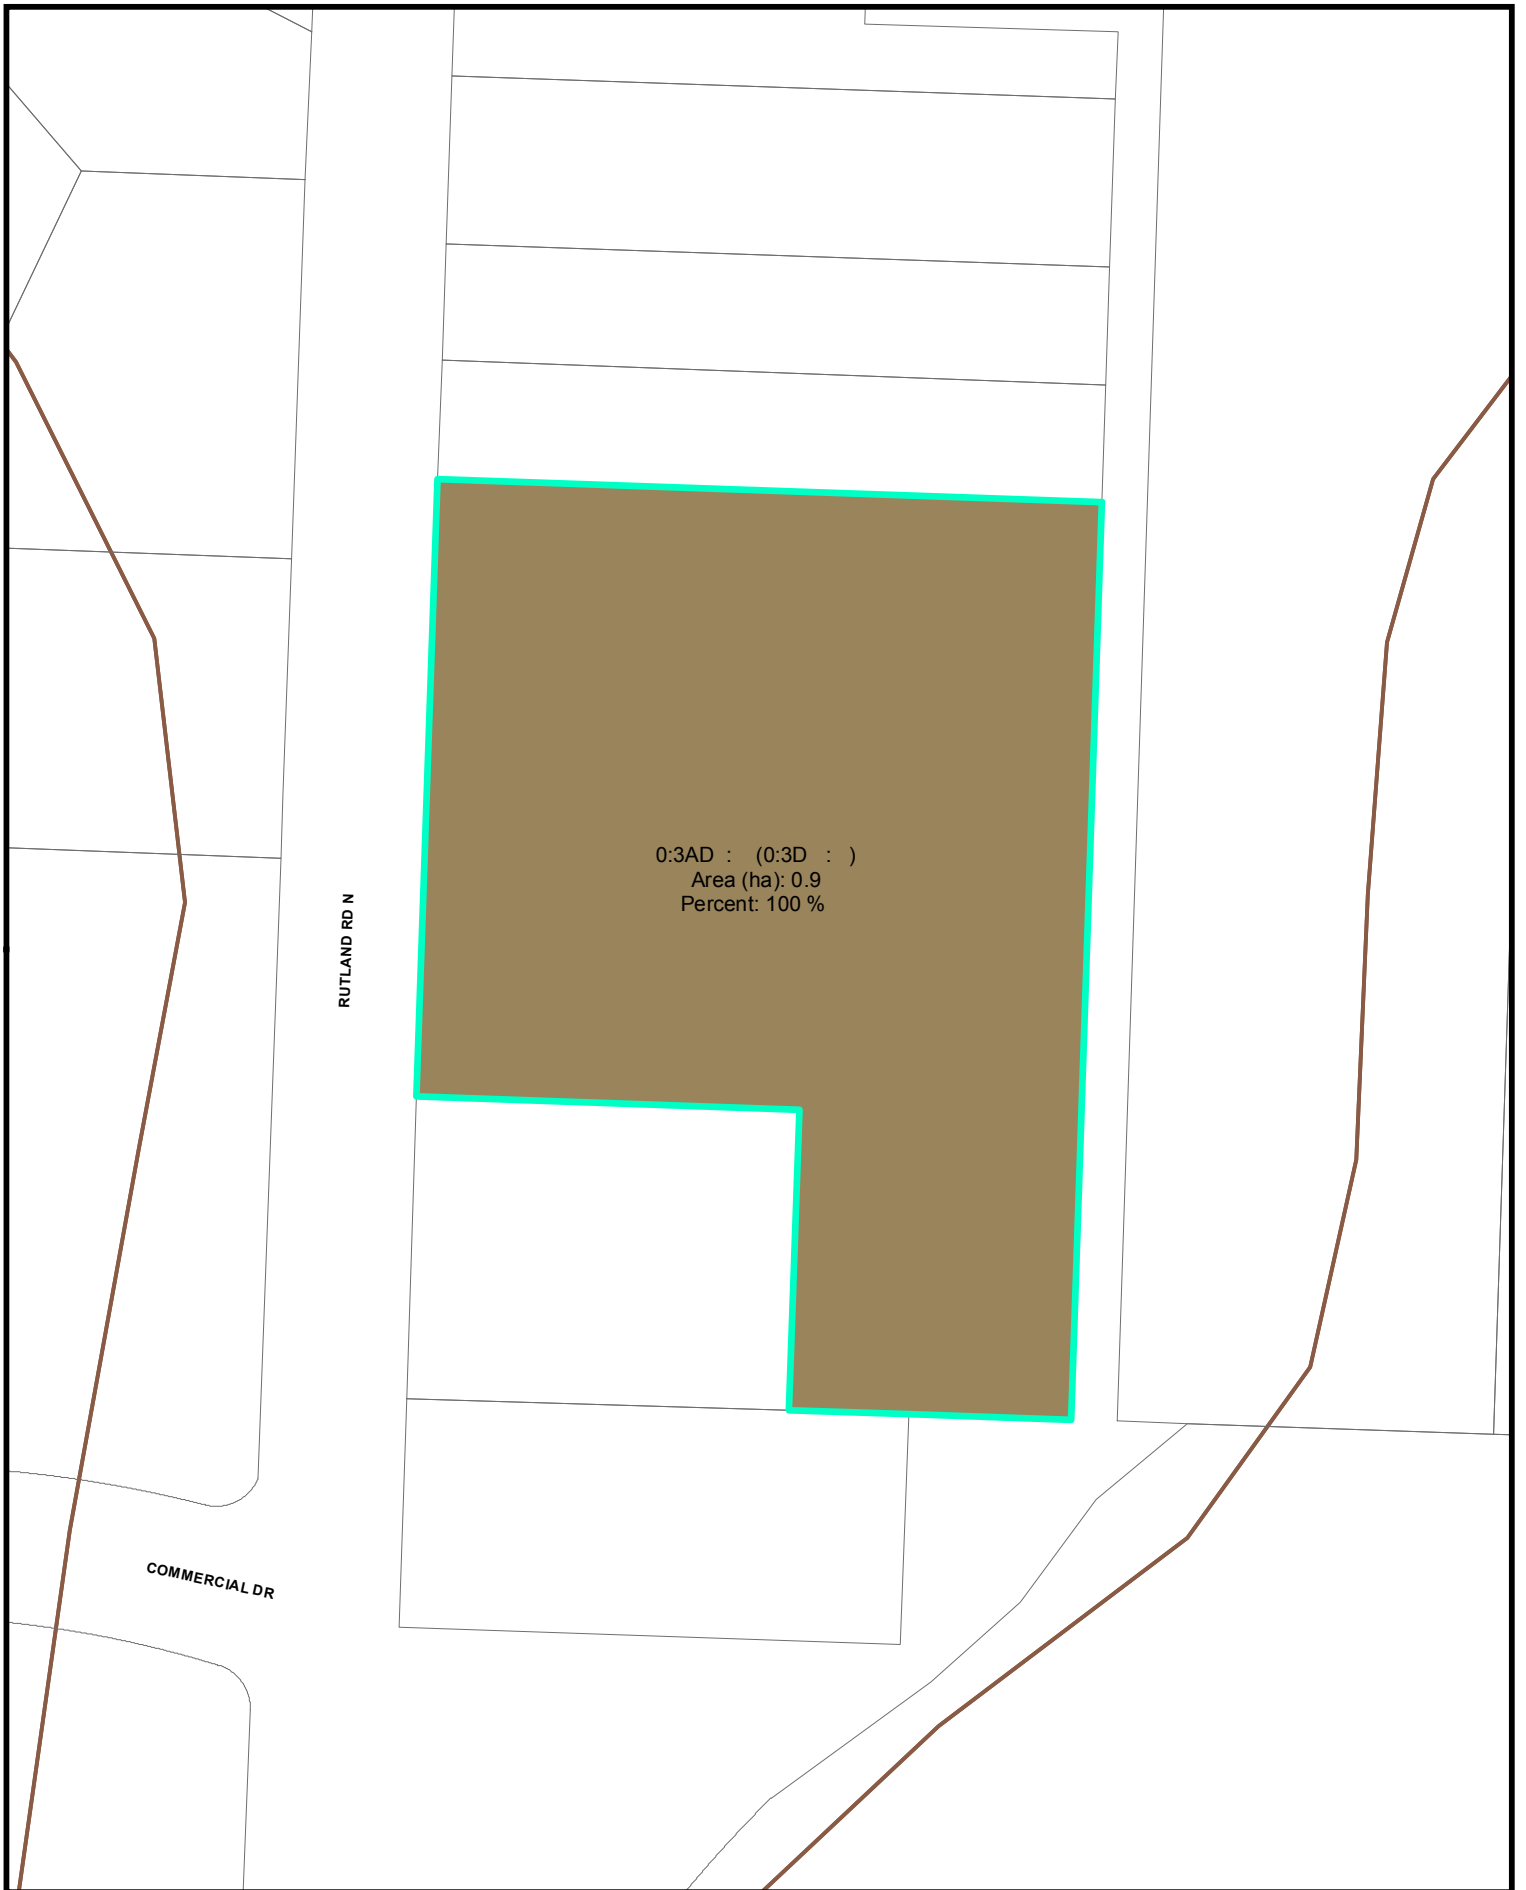 0:3AD : (0:3D : )
Area (ha): 0.9
Percent: 100 %
RUTLAND RD N
COMMERCIAL DR